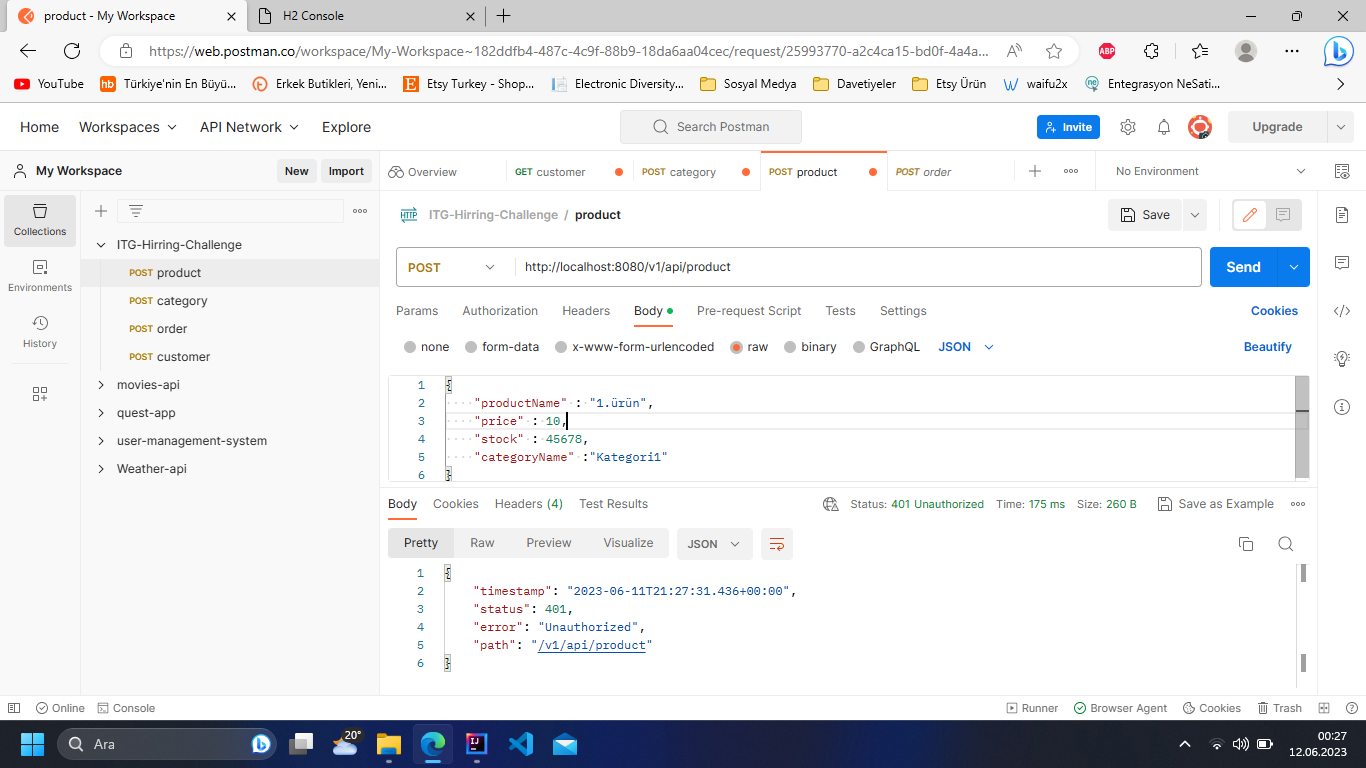 product - My Workspace
H2 Console
https://web.postman.co/workspace/My-Workspace~182ddfb4-487c-4c9f-88b9-18da6aa04cec/request/25993770-a2c4ca15-bd0f-4a4a...
YouTube
Türkiye'nin En Büyü...
Erkek Butikleri, Yeni...
Etsy Turkey - Shop...
Electronic Diversity...
Sosyal Medya
Davetiyeler
Etsy Ürün
waifu2x
Entegrasyon NeSati...
Home
Workspaces
API Network
Explore
Search Postman
Invite
Upgrade
My Workspace
New
Import
Overview
GET customer
POST category
POST product
POST order
No Environment
Collections
Environments
History
ITG-Hirring-Challenge
POST product
POST category
POST order
POST customer
movies-api
quest-app
user-management-system
Weather-api
HTTP
ITG-Hirring-Challenge / product
Save
POST
http://localhost:8080/v1/api/product
Send
Params
Authorization
Headers
Body
Pre-request Script
Tests
Settings
Cookies
none
form-data
x-www-form-urlencoded
raw
binary
GraphQL
JSON
Beautify
1 {
2 "productName" : "1.ürün",
3 "price" : 10,
4 "stock" : 45678,
5 "categoryName" :"Kategori1"
6 }
Body
Cookies
Headers (4)
Test Results
Status: 401 Unauthorized
Time: 175 ms
Size: 260 B
Save as Example
Pretty
Raw
Preview
Visualize
JSON
1 {
2 "timestamp": "2023-06-11T21:27:31.436+00:00",
3 "status": 401,
4 "error": "Unauthorized",
5 "path": "/v1/api/product"
6 }
Online
Console
Runner
Browser Agent
Cookies
Trash
Ara
20°
00:27
12.06.2023